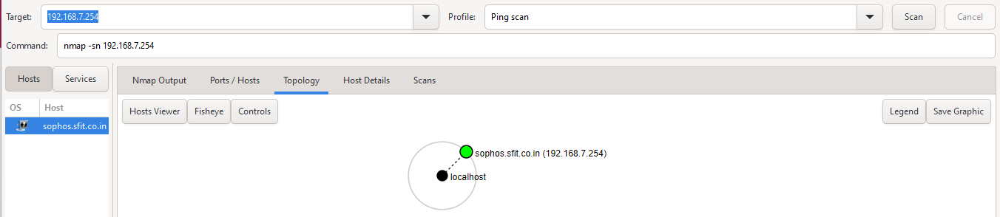 Target: 192.168.7.254 Profile: Ping scan Scan Cancel
Command: nmap -sn 192.168.7.254
Hosts Services Nmap Output Ports / Hosts Topology Host Details Scans
OS Host Hosts Viewer Fisheye Controls Legend Save Graphic
sophos.sfit.co.in
sophos.sfit.co.in (192.168.7.254)
localhost